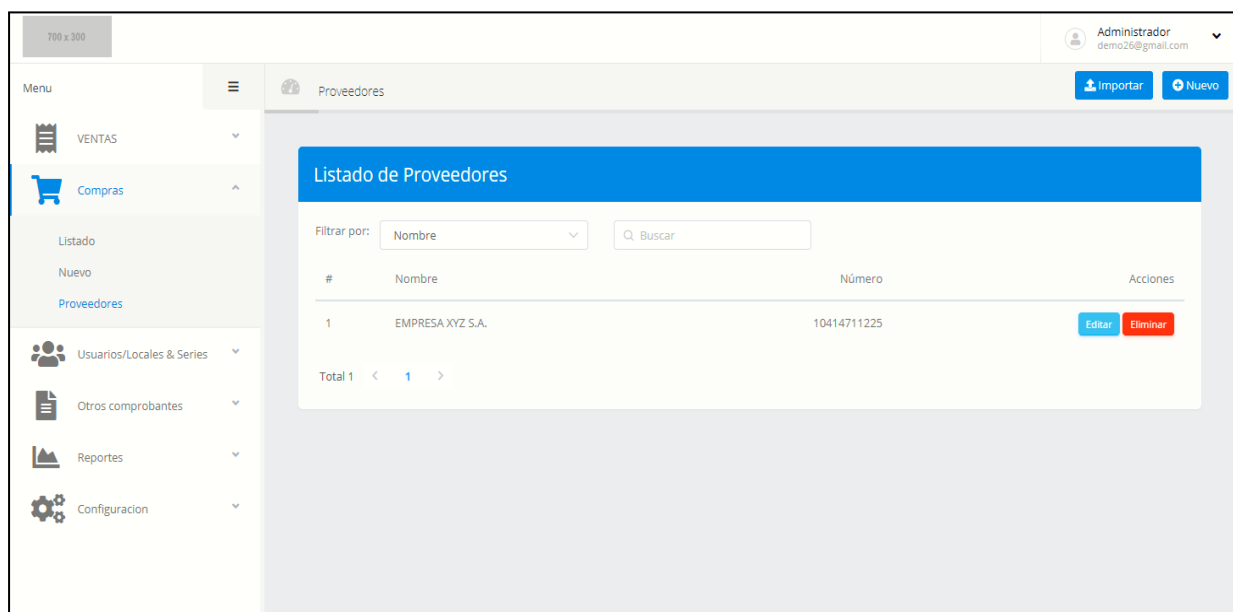 700 x 300
Administrador
demo26@gmail.com
Menu
Proveedores
Importar
Nuevo
VENTAS
Compras
Listado
Nuevo
Proveedores
Usuarios/Locales & Series
Otros comprobantes
Reportes
Configuracion
Listado de Proveedores
Filtrar por: Nombre Buscar
# Nombre Número Acciones
1 EMPRESA XYZ S.A. 10414711225 Editar Eliminar
Total 1 < 1 >